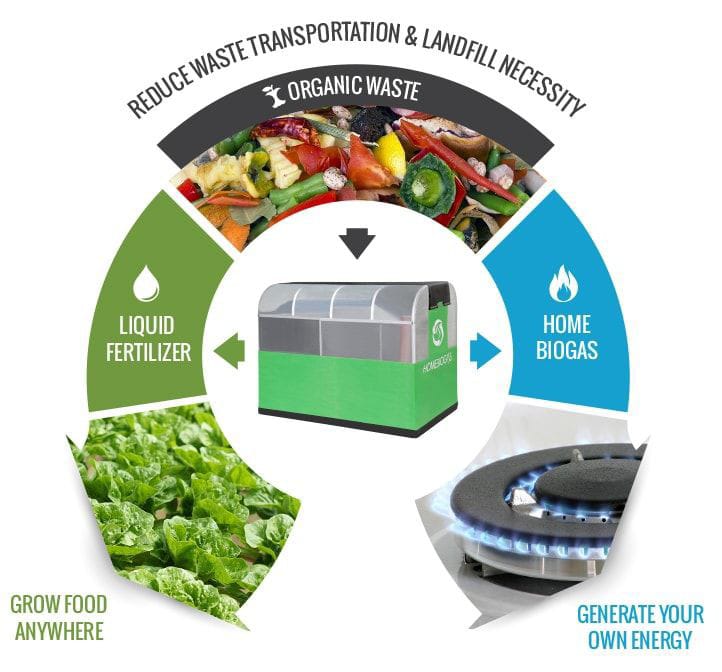 REDUCE WASTE TRANSPORTATION & LANDFILL NECESSITY
ORGANIC WASTE
LIQUID
FERTILIZER
HOME
BIOGAS
HOMEBIOGAS
GROW FOOD
ANYWHERE
GENERATE YOUR
OWN ENERGY